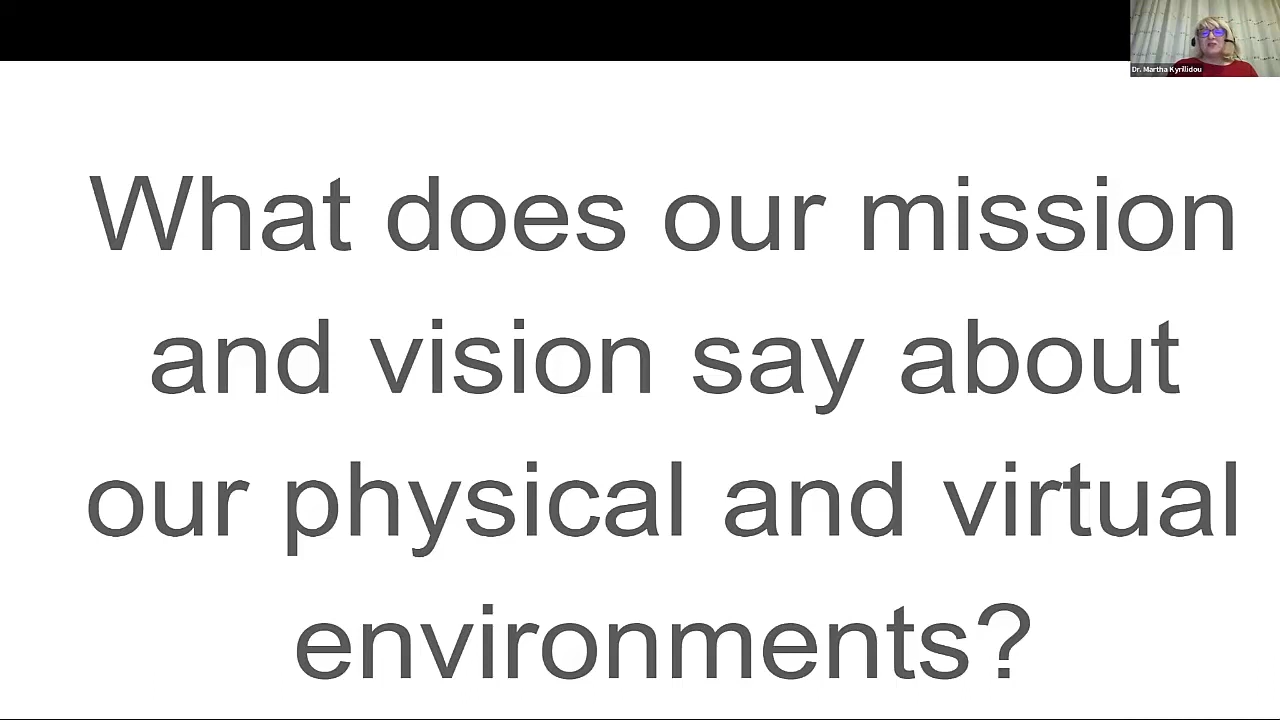 Dr. Martha Kyrillidou
What does our mission
and vision say about
our physical and virtual
environments?